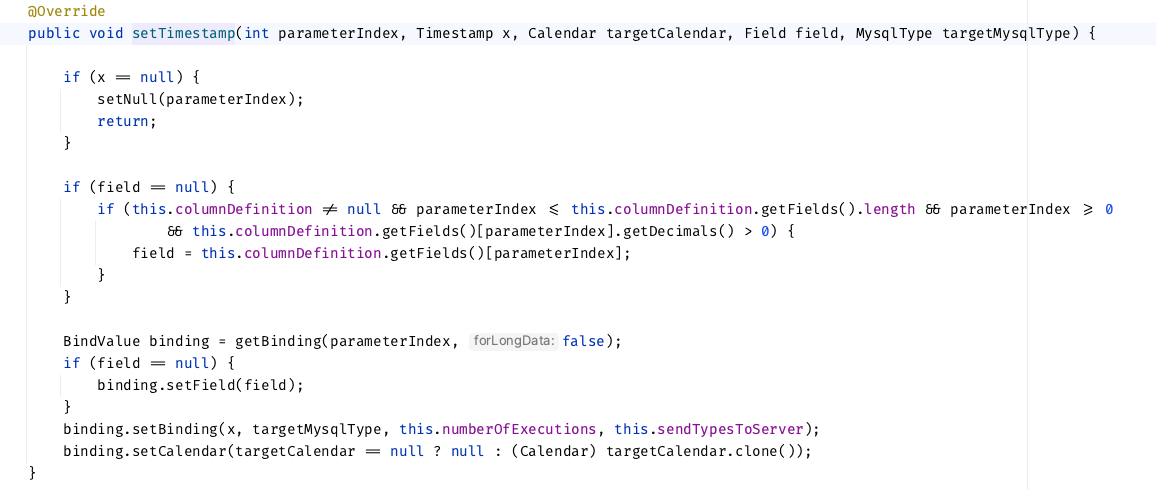 @Override
public void setTimestamp(int parameterIndex, Timestamp x, Calendar targetCalendar, Field field, MysqlType targetMysqlType) {
if (x == null) {
setNull(parameterIndex);
return;
}
if (field == null) {
if (this.columnDefinition != null && parameterIndex <= this.columnDefinition.getFields().length && parameterIndex >= 0
&& this.columnDefinition.getFields()[parameterIndex].getDecimals() > 0) {
field = this.columnDefinition.getFields()[parameterIndex];
}
}
BindValue binding = getBinding(parameterIndex, forLongData: false);
if (field == null) {
binding.setField(field);
}
binding.setBinding(x, targetMysqlType, this.numberOfExecutions, this.sendTypesToServer);
binding.setCalendar(targetCalendar == null ? null : (Calendar) targetCalendar.clone());
}